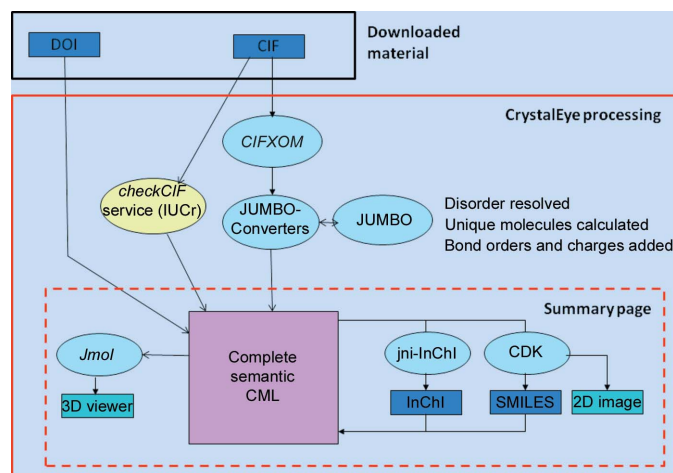 DOI
CIF
Downloaded
material
CrystalEye processing
CIFXOM
checkCIF
service (IUCr)
JUMBO-
Converters
JUMBO
Disorder resolved
Unique molecules calculated
Bond orders and charges added
Summary page
Jmol
3D viewer
Complete
semantic
CML
jni-InChI
CDK
InChI
SMILES
2D image